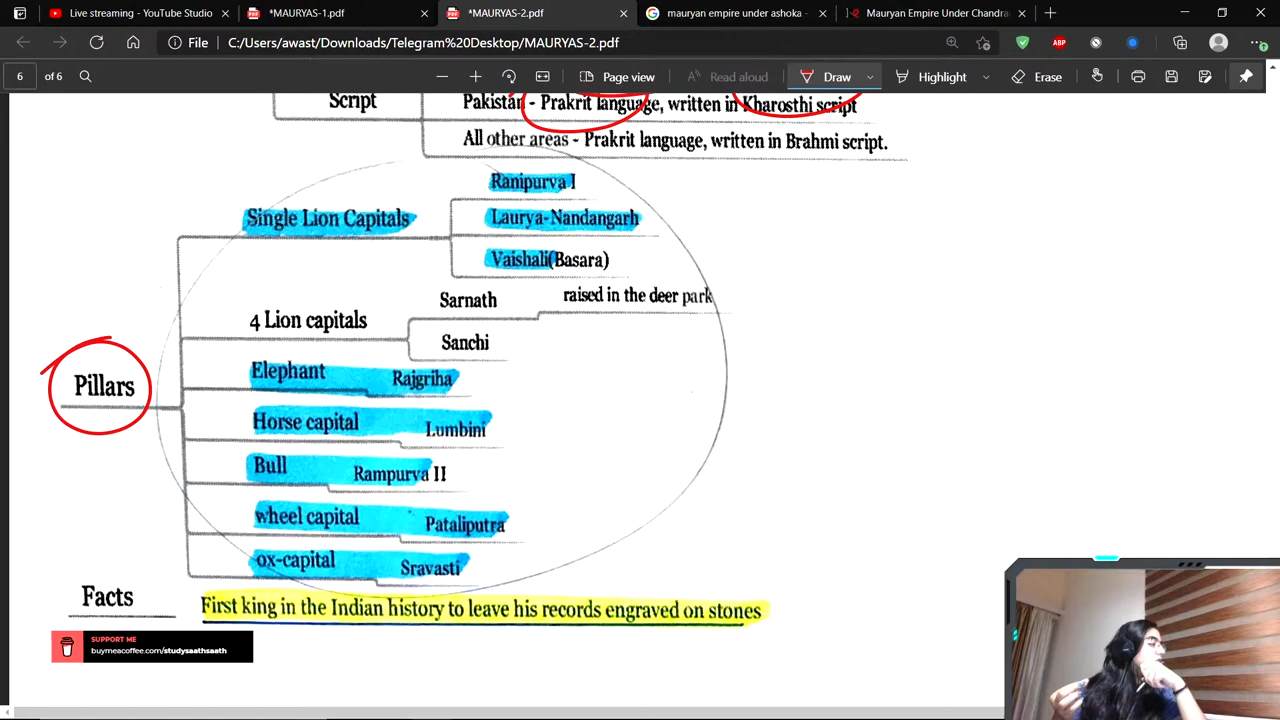 Live streaming - YouTube Studio
*MAURYAS-1.pdf
*MAURYAS-2.pdf
mauryan empire under ashoka -
Mauryan Empire Under Chandra
File C:/Users/awast/Downloads/Telegram%20Desktop/MAURYAS-2.pdf
6 of 6 Page view Read aloud Draw Highlight Erase
Script
Pakistan - Prakrit language, written in Kharosthi script
All other areas - Prakrit language, written in Brahmi script.
Ranipurva I
Single Lion Capitals
Laurya-Nandangarh
Vaishali(Basara)
Sarnath raised in the deer park
4 Lion capitals
Sanchi
Elephant Rajgriha
Pillars
Horse capital Lumbini
Bull Rampurva II
wheel capital Pataliputra
ox-capital Sravasti
Facts First king in the Indian history to leave his records engraved on stones
SUPPORT ME
buymeacoffee.com/studysaathsaath